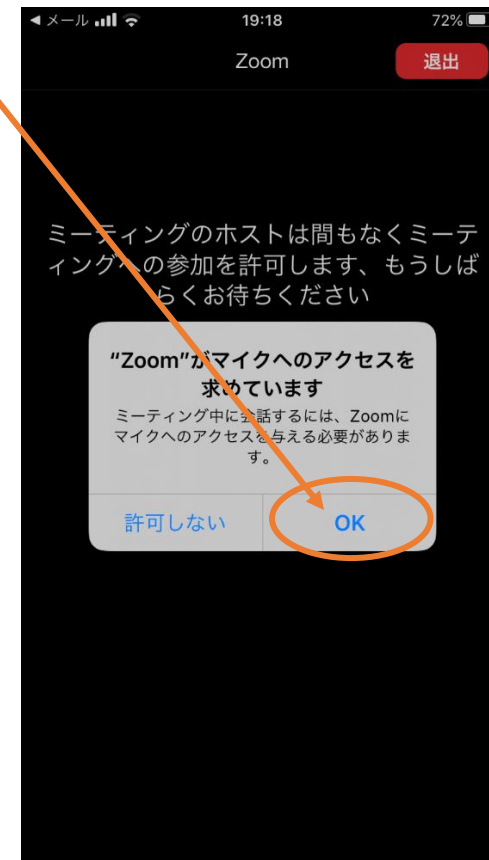 ◀メール 19:18 72%
Zoom 退出
ミーティングのホストは間もなくミーテ
ィングへの参加を許可します、もうしば
らくお待ちください
“Zoom”がマイクへのアクセスを
求めています
ミーティング中に会話するには、Zoomに
マイクへのアクセスを与える必要がありま
す。
許可しない OK